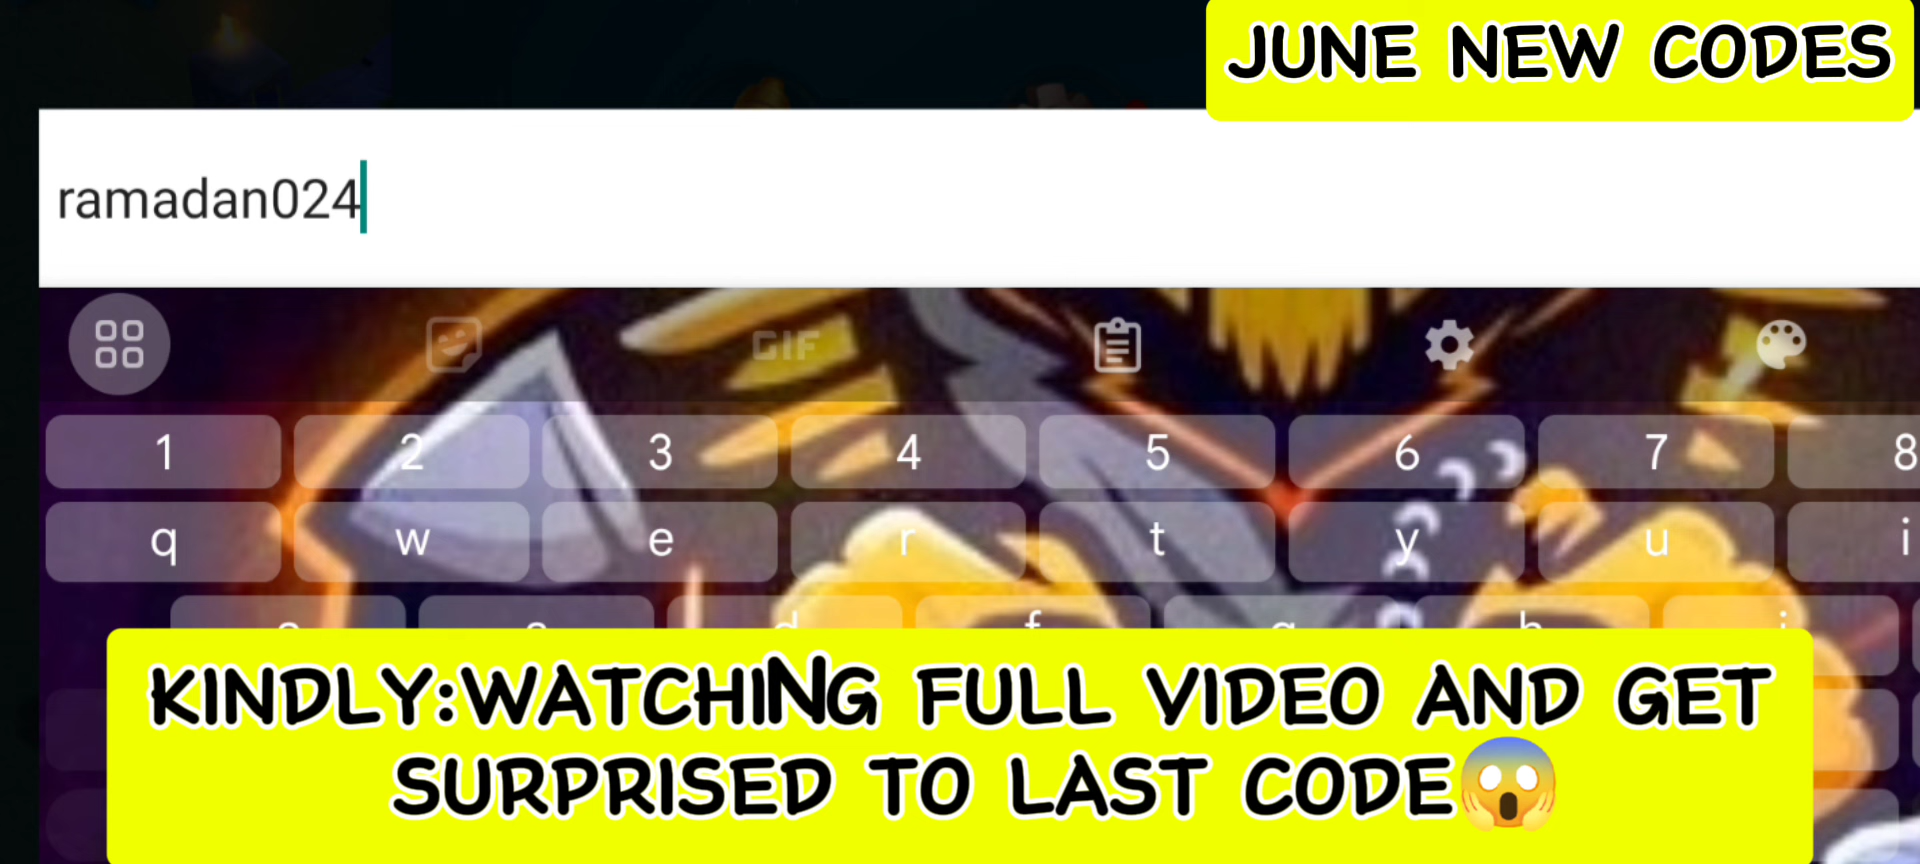 JUNE NEW CODES
ramadan024
GIF
1 2 3 4 5 6 7 8
q w e r t y u i
d f g h j
KINDLY:WATCHING FULL VIDEO AND GET
SURPRISED TO LAST CODE😱